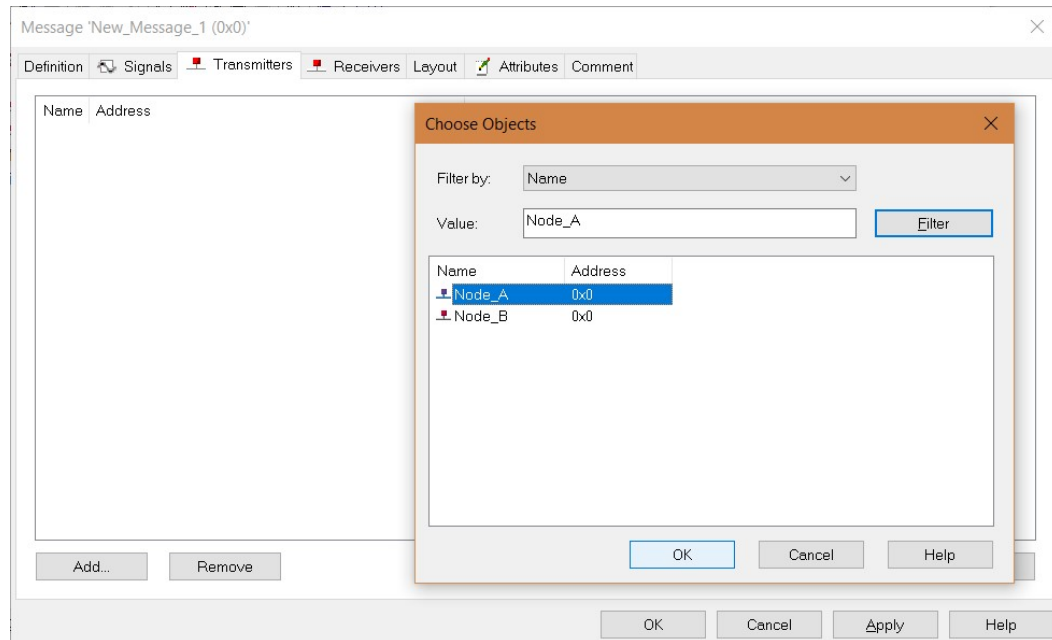 Message 'New_Message_1 (0x0)'
Definition Signals Transmitters Receivers Layout Attributes Comment
Name Address
Choose Objects
Filter by: Name
Value: Node_A Filter
Name Address
Node_A 0x0
Node_B 0x0
OK Cancel Help
Add... Remove
OK Cancel Apply Help